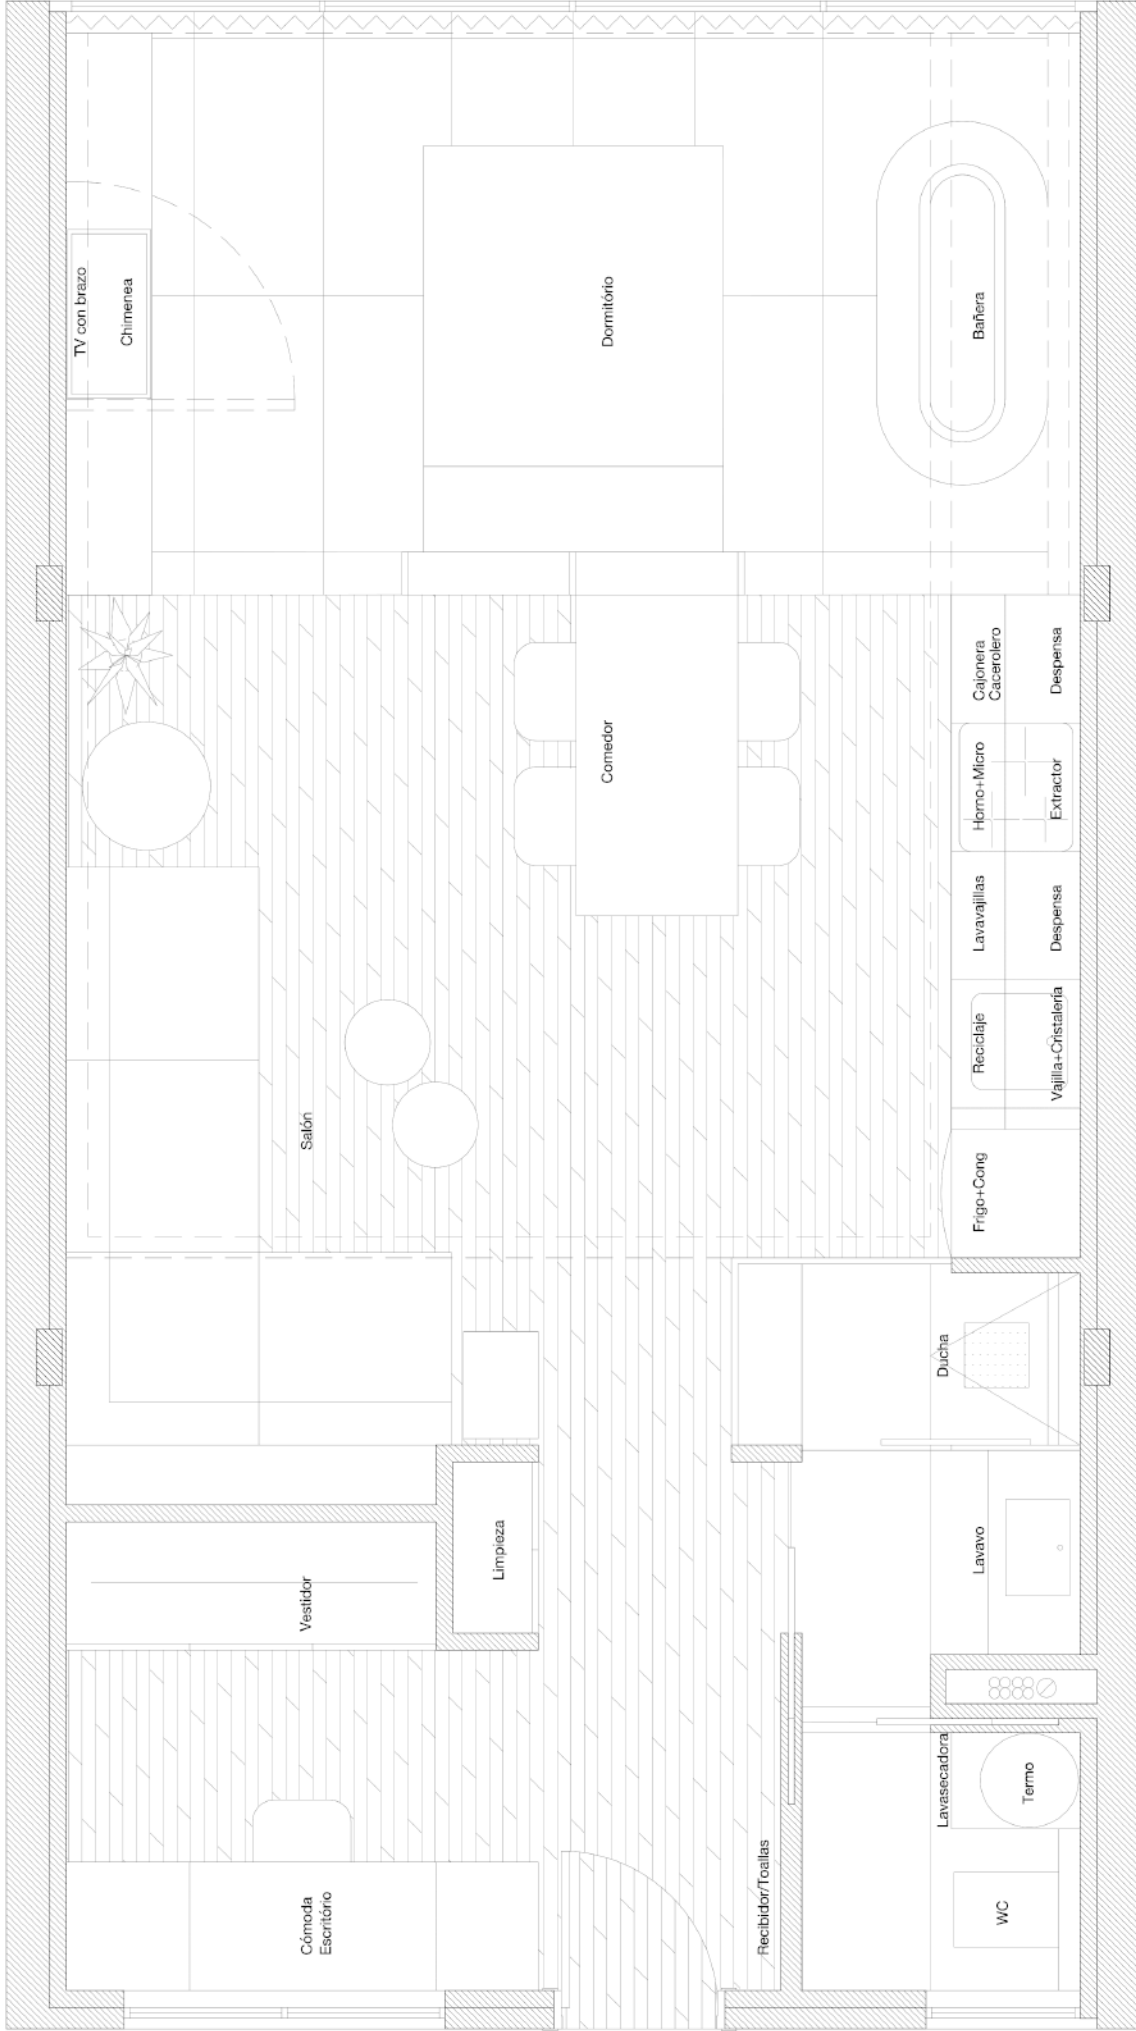 TV con brazo
Chimenea
Dormitório
Bañera
Comedor
Cajonera
Cacerolero
Despensa
Horno+Micro
Extractor
Lavavajillas
Despensa
Reciclaje
Vajilla+Cristalería
Frigo+Cong
Salón
Ducha
Limpieza
Lavavo
Vestidor
Lavasecadora
Termo
Recibidor/Toallas
WC
Cómoda
Escritório